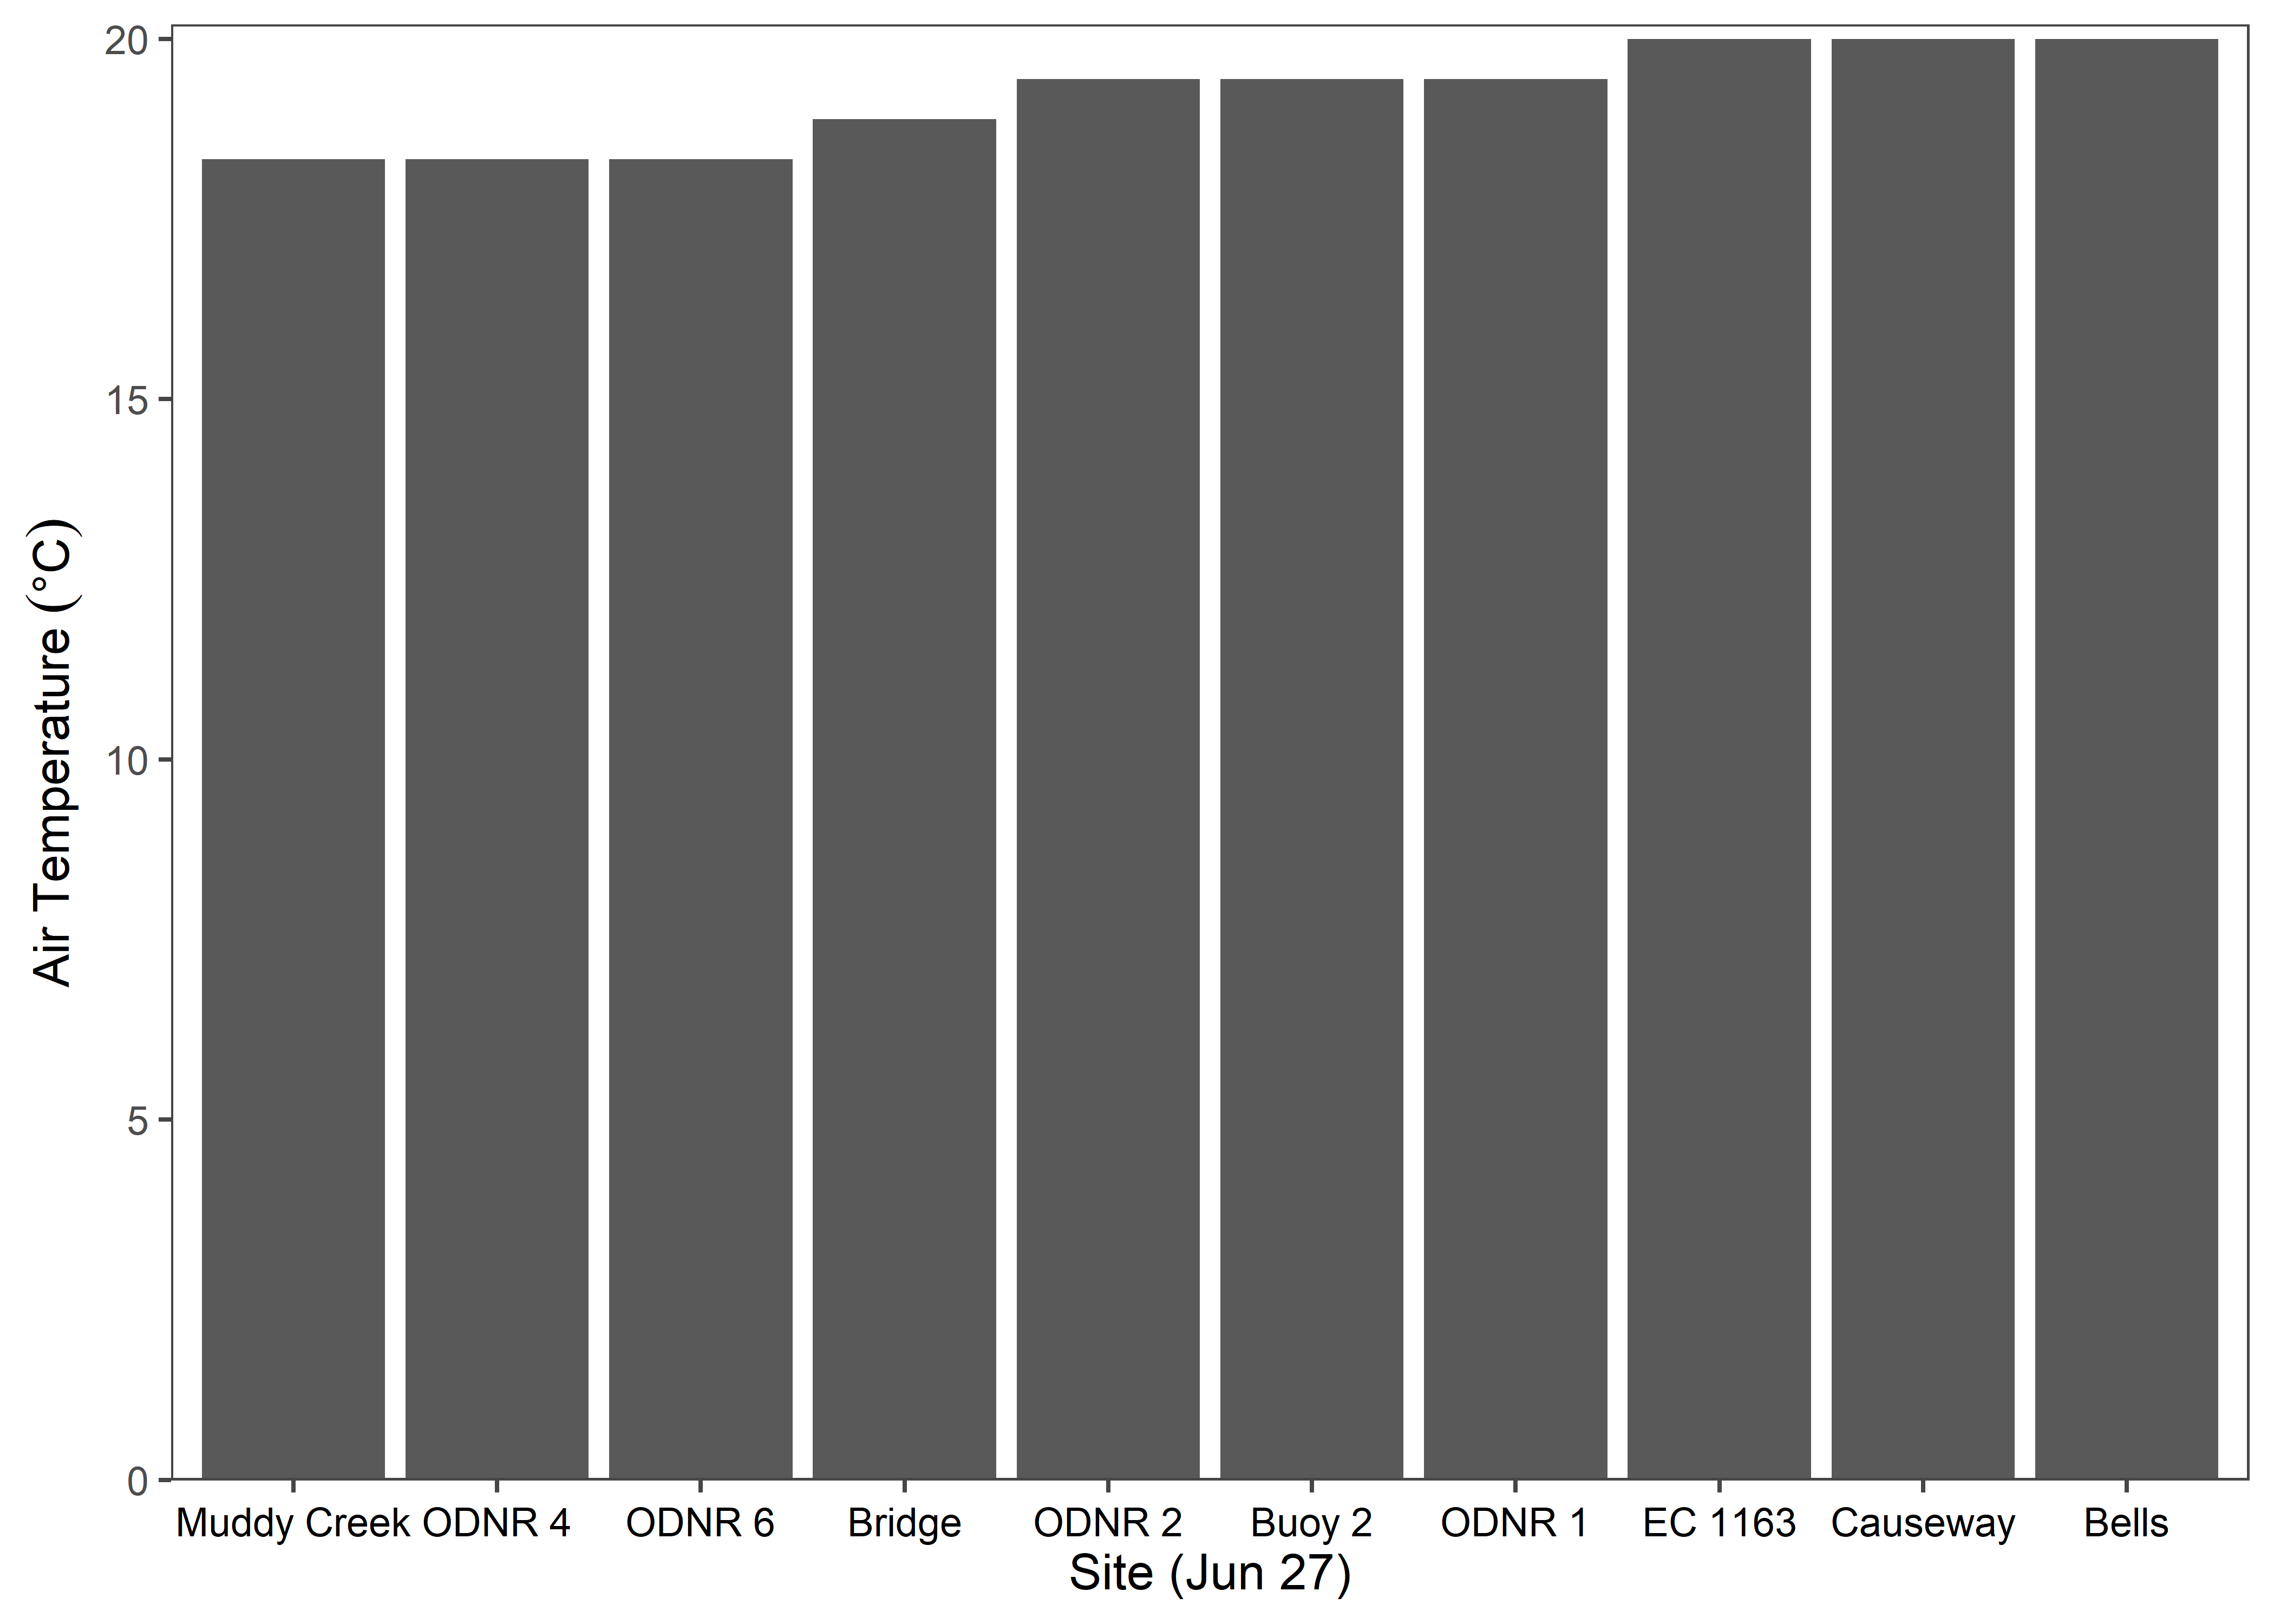 20
15
10
5
0
Air Temperature (°C)
Muddy Creek ODNR 4 ODNR 6 Bridge ODNR 2 Buoy 2 ODNR 1 EC 1163 Causeway Bells
Site (Jun 27)